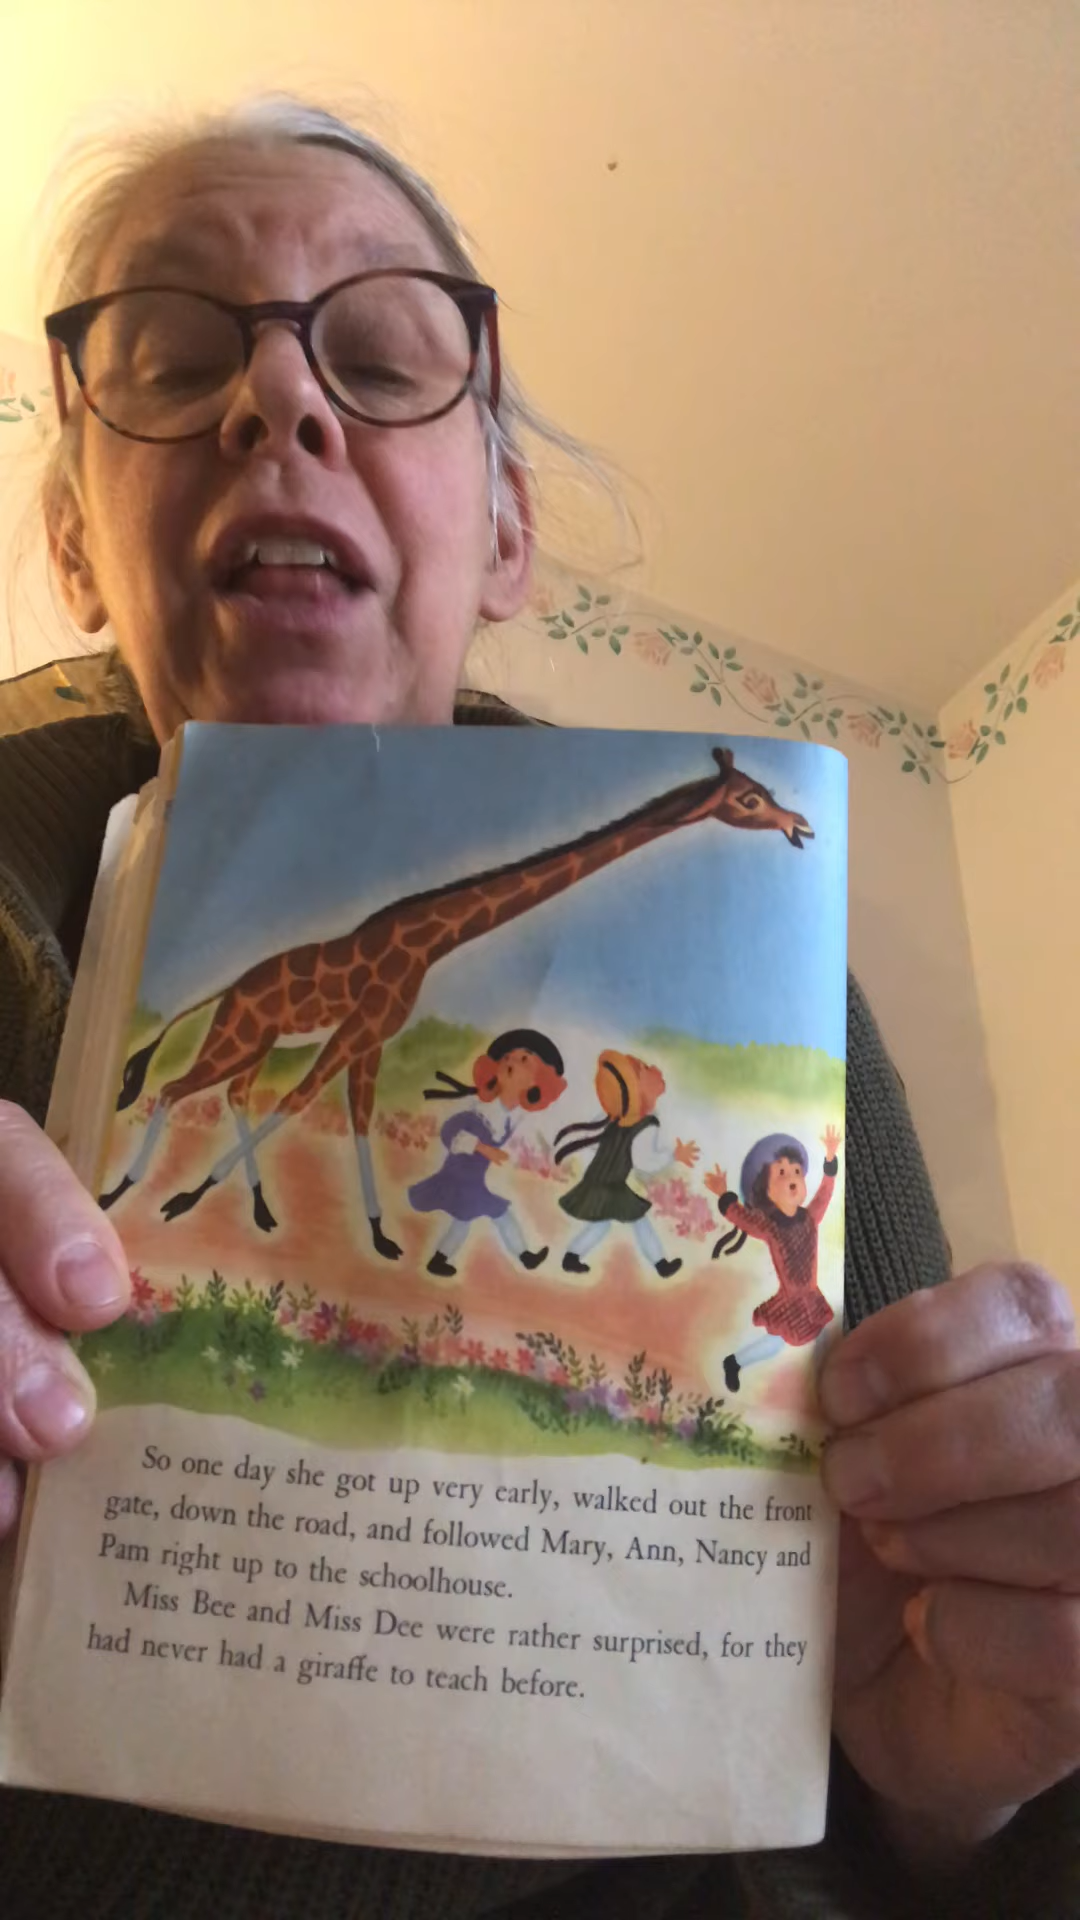 So one day she got up very early, walked out the front
gate, down the road, and followed Mary, Ann, Nancy and
Pam right up to the schoolhouse.
Miss Bee and Miss Dee were rather surprised, for they
had never had a giraffe to teach before.